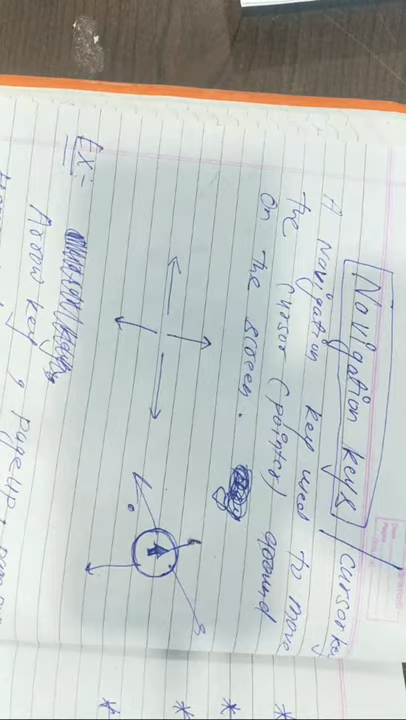 Navigation keys / cursor key
A Navigation key used to move
the cursor (pointer) around
on the screen.
Ex:-
Arrow key, pageup,